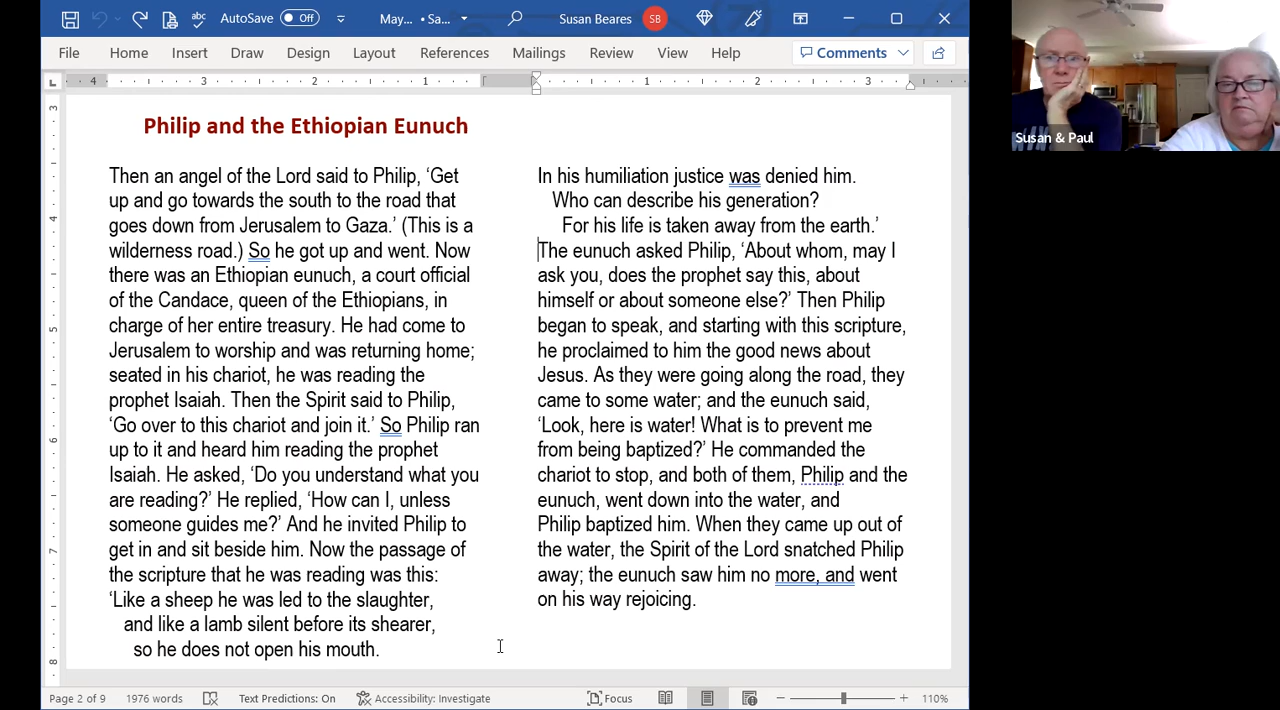 AutoSave Off May... • Sa... Susan Beares SB
File Home Insert Draw Design Layout References Mailings Review View Help Comments
4 3 2 1 1 2 3
3
4
5
6
7
8
Philip and the Ethiopian Eunuch
Then an angel of the Lord said to Philip, ‘Get
up and go towards the south to the road that
goes down from Jerusalem to Gaza.’ (This is a
wilderness road.) So he got up and went. Now
there was an Ethiopian eunuch, a court official
of the Candace, queen of the Ethiopians, in
charge of her entire treasury. He had come to
Jerusalem to worship and was returning home;
seated in his chariot, he was reading the
prophet Isaiah. Then the Spirit said to Philip,
‘Go over to this chariot and join it.’ So Philip ran
up to it and heard him reading the prophet
Isaiah. He asked, ‘Do you understand what you
are reading?’ He replied, ‘How can I, unless
someone guides me?’ And he invited Philip to
get in and sit beside him. Now the passage of
the scripture that he was reading was this:
‘Like a sheep he was led to the slaughter,
and like a lamb silent before its shearer,
so he does not open his mouth.
In his humiliation justice was denied him.
Who can describe his generation?
For his life is taken away from the earth.’
The eunuch asked Philip, ‘About whom, may I
ask you, does the prophet say this, about
himself or about someone else?’ Then Philip
began to speak, and starting with this scripture,
he proclaimed to him the good news about
Jesus. As they were going along the road, they
came to some water; and the eunuch said,
‘Look, here is water! What is to prevent me
from being baptized?’ He commanded the
chariot to stop, and both of them, Philip and the
eunuch, went down into the water, and
Philip baptized him. When they came up out of
the water, the Spirit of the Lord snatched Philip
away; the eunuch saw him no more, and went
on his way rejoicing.
Page 2 of 9 1976 words Text Predictions: On Accessibility: Investigate Focus 110%
Susan & Paul